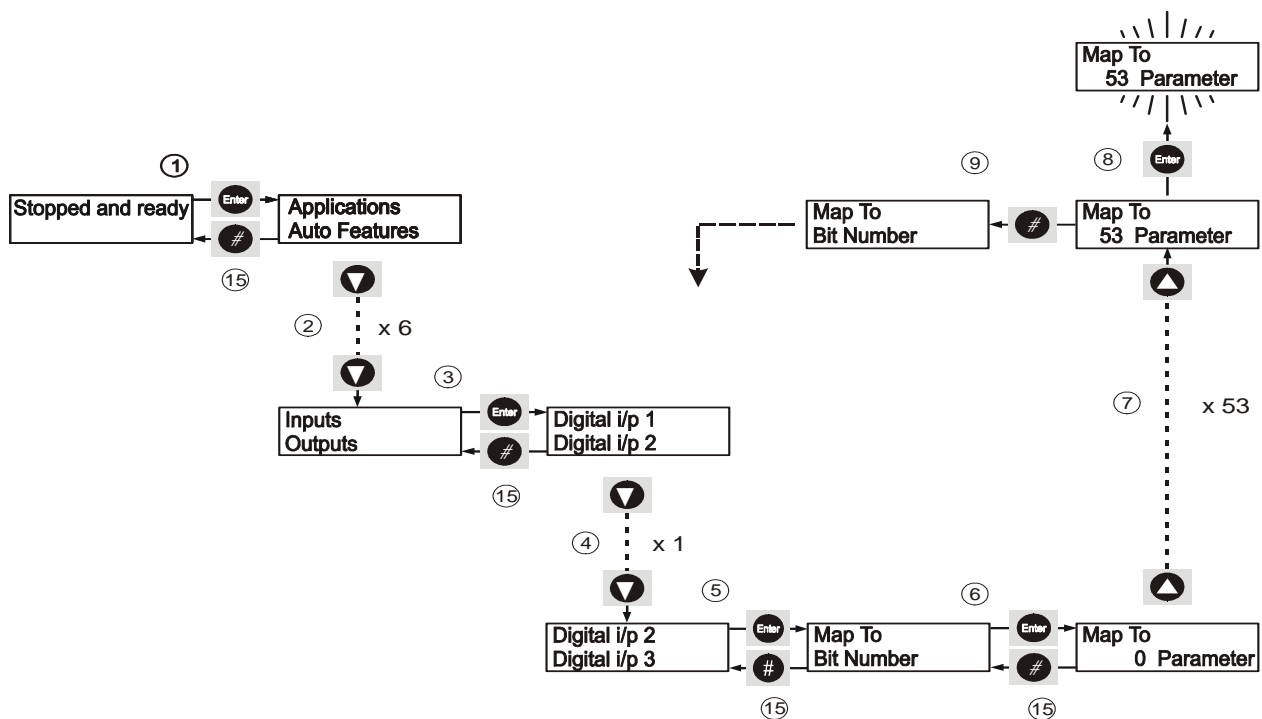 Map To
53 Parameter
1
Enter
Stopped and ready
Applications
Auto Features
#
15
9
8
Enter
Map To
Bit Number
#
Map To
53 Parameter
2
x 6
3
Inputs
Outputs
Enter
#
15
Digital i/p 1
Digital i/p 2
7
x 53
4
x 1
5
6
Digital i/p 2
Digital i/p 3
Enter
#
15
Map To
Bit Number
Enter
#
15
Map To
0 Parameter